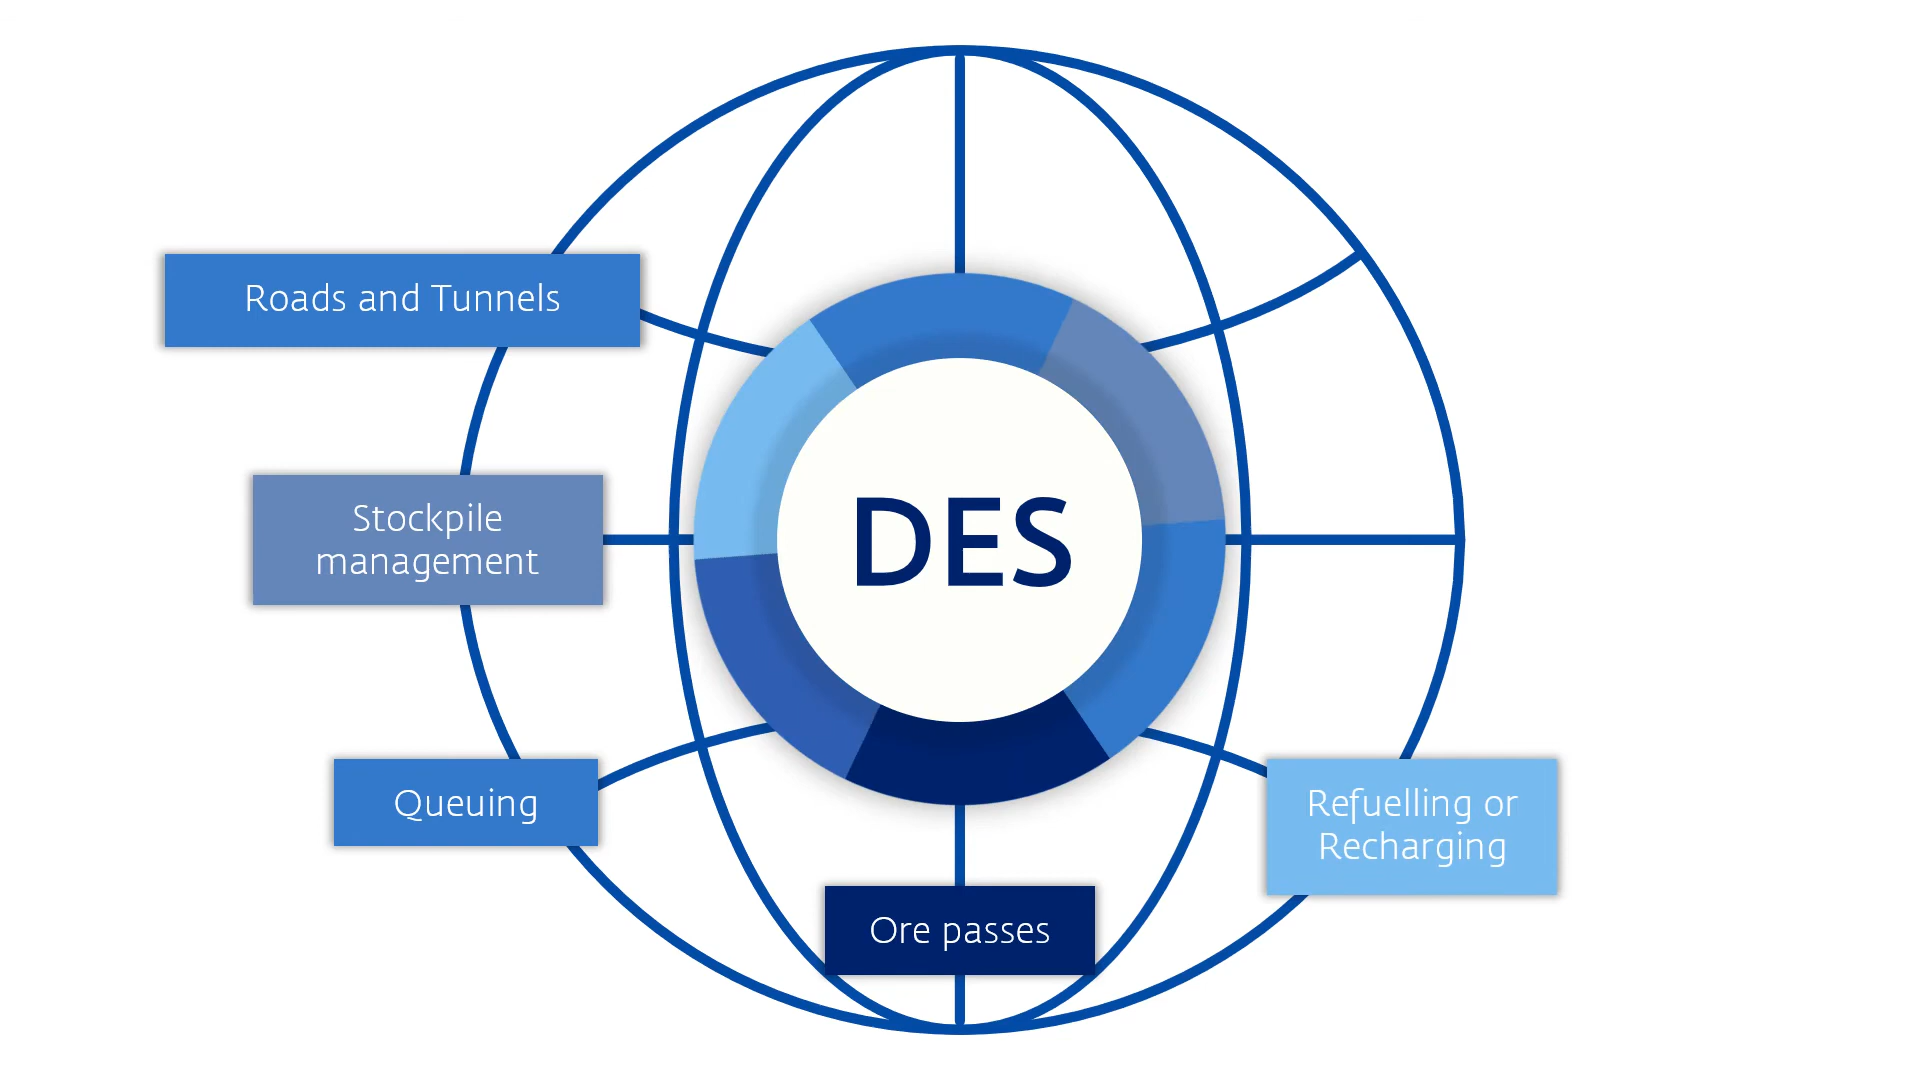 Roads and Tunnels
Stockpile
management
DES
Queuing
Refuelling or
Recharging
Ore passes